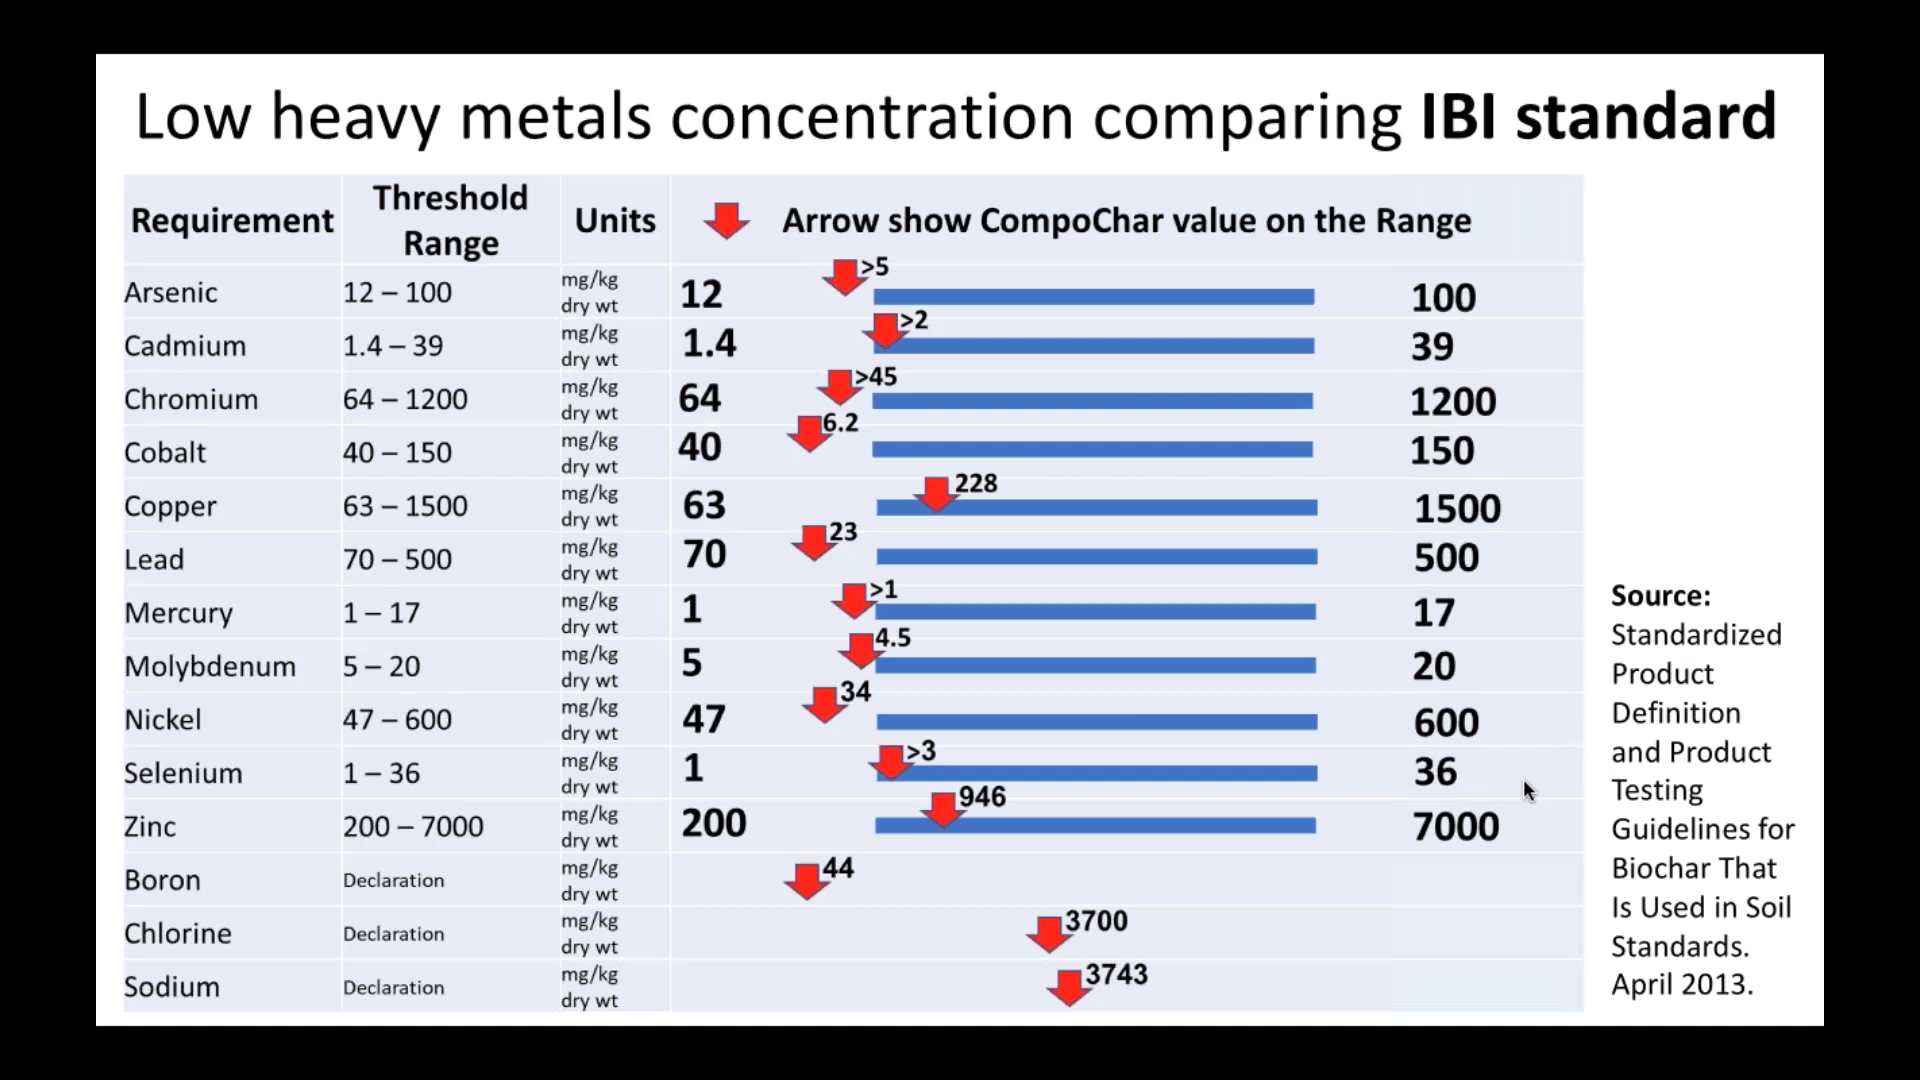 Low heavy metals concentration comparing IBI standard
Requirement Threshold Range Units Arrow show CompoChar value on the Range
Arsenic 12 – 100 mg/kg dry wt 12 >5 100
Cadmium 1.4 – 39 mg/kg dry wt 1.4 >2 39
Chromium 64 – 1200 mg/kg dry wt 64 >45 1200
Cobalt 40 – 150 mg/kg dry wt 40 6.2 150
Copper 63 – 1500 mg/kg dry wt 63 228 1500
Lead 70 – 500 mg/kg dry wt 70 23 500
Mercury 1 – 17 mg/kg dry wt 1 >1 17
Molybdenum 5 – 20 mg/kg dry wt 5 4.5 20
Nickel 47 – 600 mg/kg dry wt 47 34 600
Selenium 1 – 36 mg/kg dry wt 1 >3 36
Zinc 200 – 7000 mg/kg dry wt 200 946 7000
Boron Declaration mg/kg dry wt 44
Chlorine Declaration mg/kg dry wt 3700
Sodium Declaration mg/kg dry wt 3743
Source:
Standardized
Product
Definition
and Product
Testing
Guidelines for
Biochar That
Is Used in Soil
Standards.
April 2013.